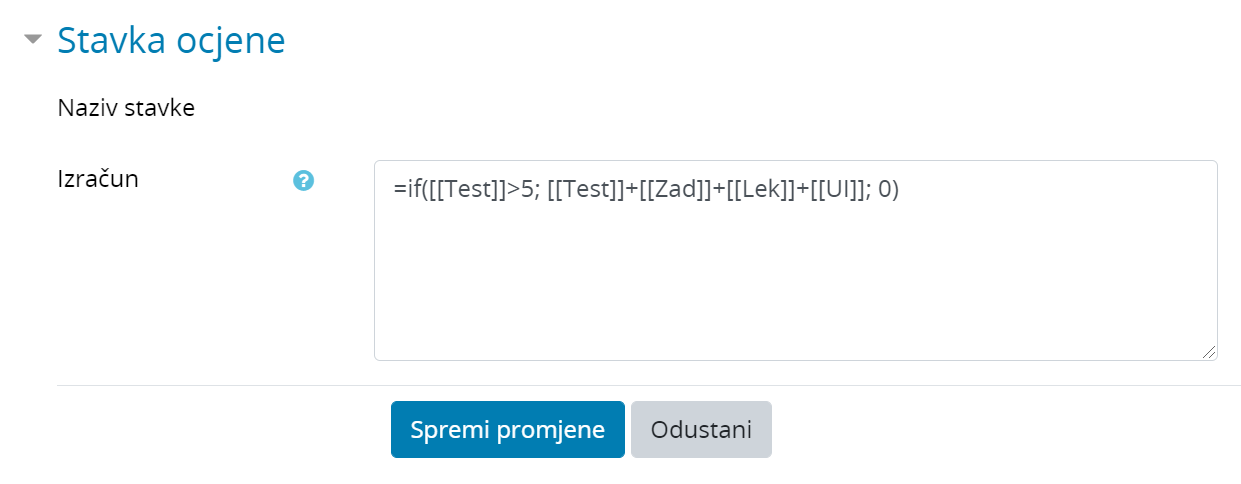 Stavka ocjene
Naziv stavke
Izračun
?
=if([[Test]]>5; [[Test]]+[[Zad]]+[[Lek]]+[[UI]]; 0)
Spremi promjene
Odustani